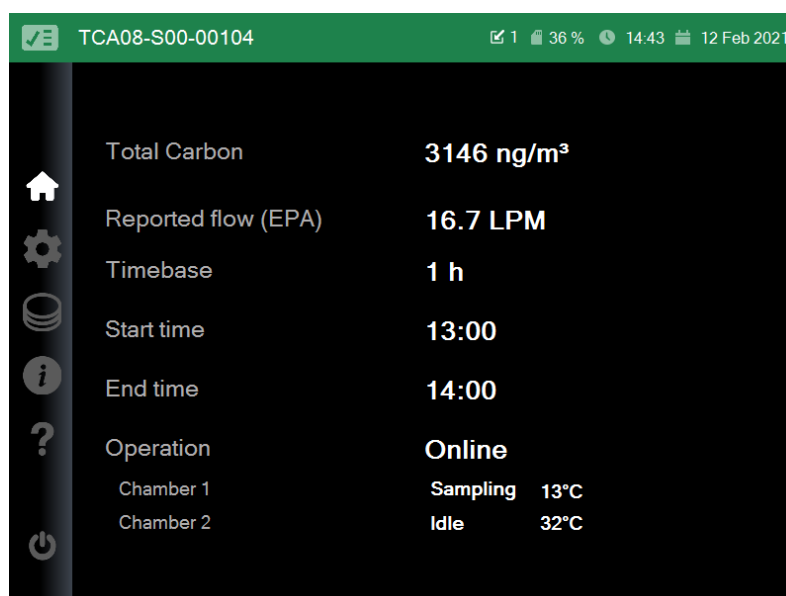 TCA08-S00-00104 1 36 % 14:43 12 Feb 2021
Total Carbon 3146 ng/m³
Reported flow (EPA) 16.7 LPM
Timebase 1 h
Start time 13:00
End time 14:00
Operation Online
Chamber 1 Sampling 13°C
Chamber 2 Idle 32°C